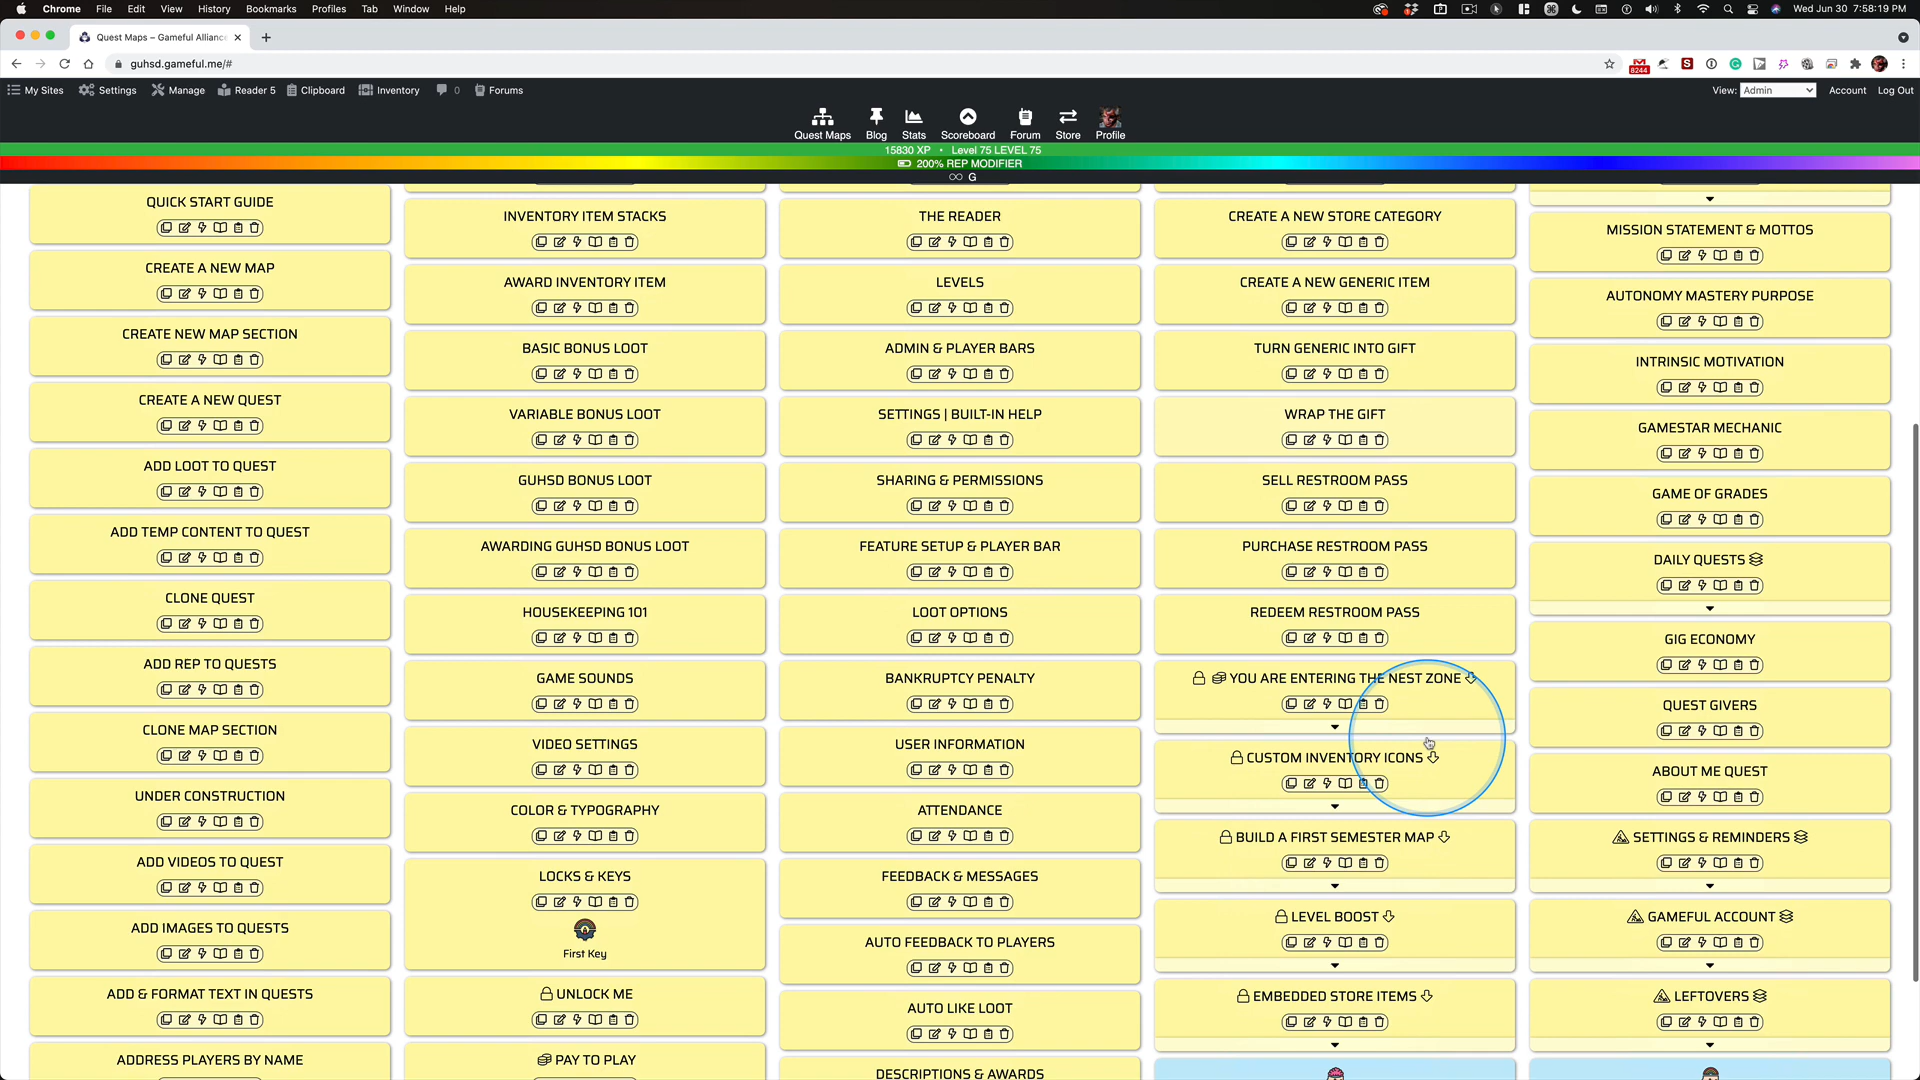 Chrome File Edit View History Bookmarks Profiles Tab Window Help Wed Jun 30 7:58:19 PM
Quest Maps – Gameful Alliance
guhsd.gameful.me/#
8244
My Sites Settings Manage Reader 5 Clipboard Inventory 0 Forums View: Admin Account Log Out
Quest Maps Blog Stats Scoreboard Forum Store Profile
15830 XP • Level 75 LEVEL 75
200% REP MODIFIER
∞ G
QUICK START GUIDE
CREATE A NEW MAP
CREATE NEW MAP SECTION
CREATE A NEW QUEST
ADD LOOT TO QUEST
ADD TEMP CONTENT TO QUEST
CLONE QUEST
ADD REP TO QUESTS
CLONE MAP SECTION
UNDER CONSTRUCTION
ADD VIDEOS TO QUEST
ADD IMAGES TO QUESTS
ADD & FORMAT TEXT IN QUESTS
ADDRESS PLAYERS BY NAME
INVENTORY ITEM STACKS
AWARD INVENTORY ITEM
BASIC BONUS LOOT
VARIABLE BONUS LOOT
GUHSD BONUS LOOT
AWARDING GUHSD BONUS LOOT
HOUSEKEEPING 101
GAME SOUNDS
VIDEO SETTINGS
COLOR & TYPOGRAPHY
LOCKS & KEYS
First Key
UNLOCK ME
PAY TO PLAY
THE READER
LEVELS
ADMIN & PLAYER BARS
SETTINGS | BUILT-IN HELP
SHARING & PERMISSIONS
FEATURE SETUP & PLAYER BAR
LOOT OPTIONS
BANKRUPTCY PENALTY
USER INFORMATION
ATTENDANCE
FEEDBACK & MESSAGES
AUTO FEEDBACK TO PLAYERS
AUTO LIKE LOOT
DESCRIPTIONS & AWARDS
CREATE A NEW STORE CATEGORY
CREATE A NEW GENERIC ITEM
TURN GENERIC INTO GIFT
WRAP THE GIFT
SELL RESTROOM PASS
PURCHASE RESTROOM PASS
REDEEM RESTROOM PASS
YOU ARE ENTERING THE NEST ZONE
CUSTOM INVENTORY ICONS
BUILD A FIRST SEMESTER MAP
LEVEL BOOST
EMBEDDED STORE ITEMS
MISSION STATEMENT & MOTTOS
AUTONOMY MASTERY PURPOSE
INTRINSIC MOTIVATION
GAMESTAR MECHANIC
GAME OF GRADES
DAILY QUESTS
GIG ECONOMY
QUEST GIVERS
ABOUT ME QUEST
SETTINGS & REMINDERS
GAMEFUL ACCOUNT
LEFTOVERS